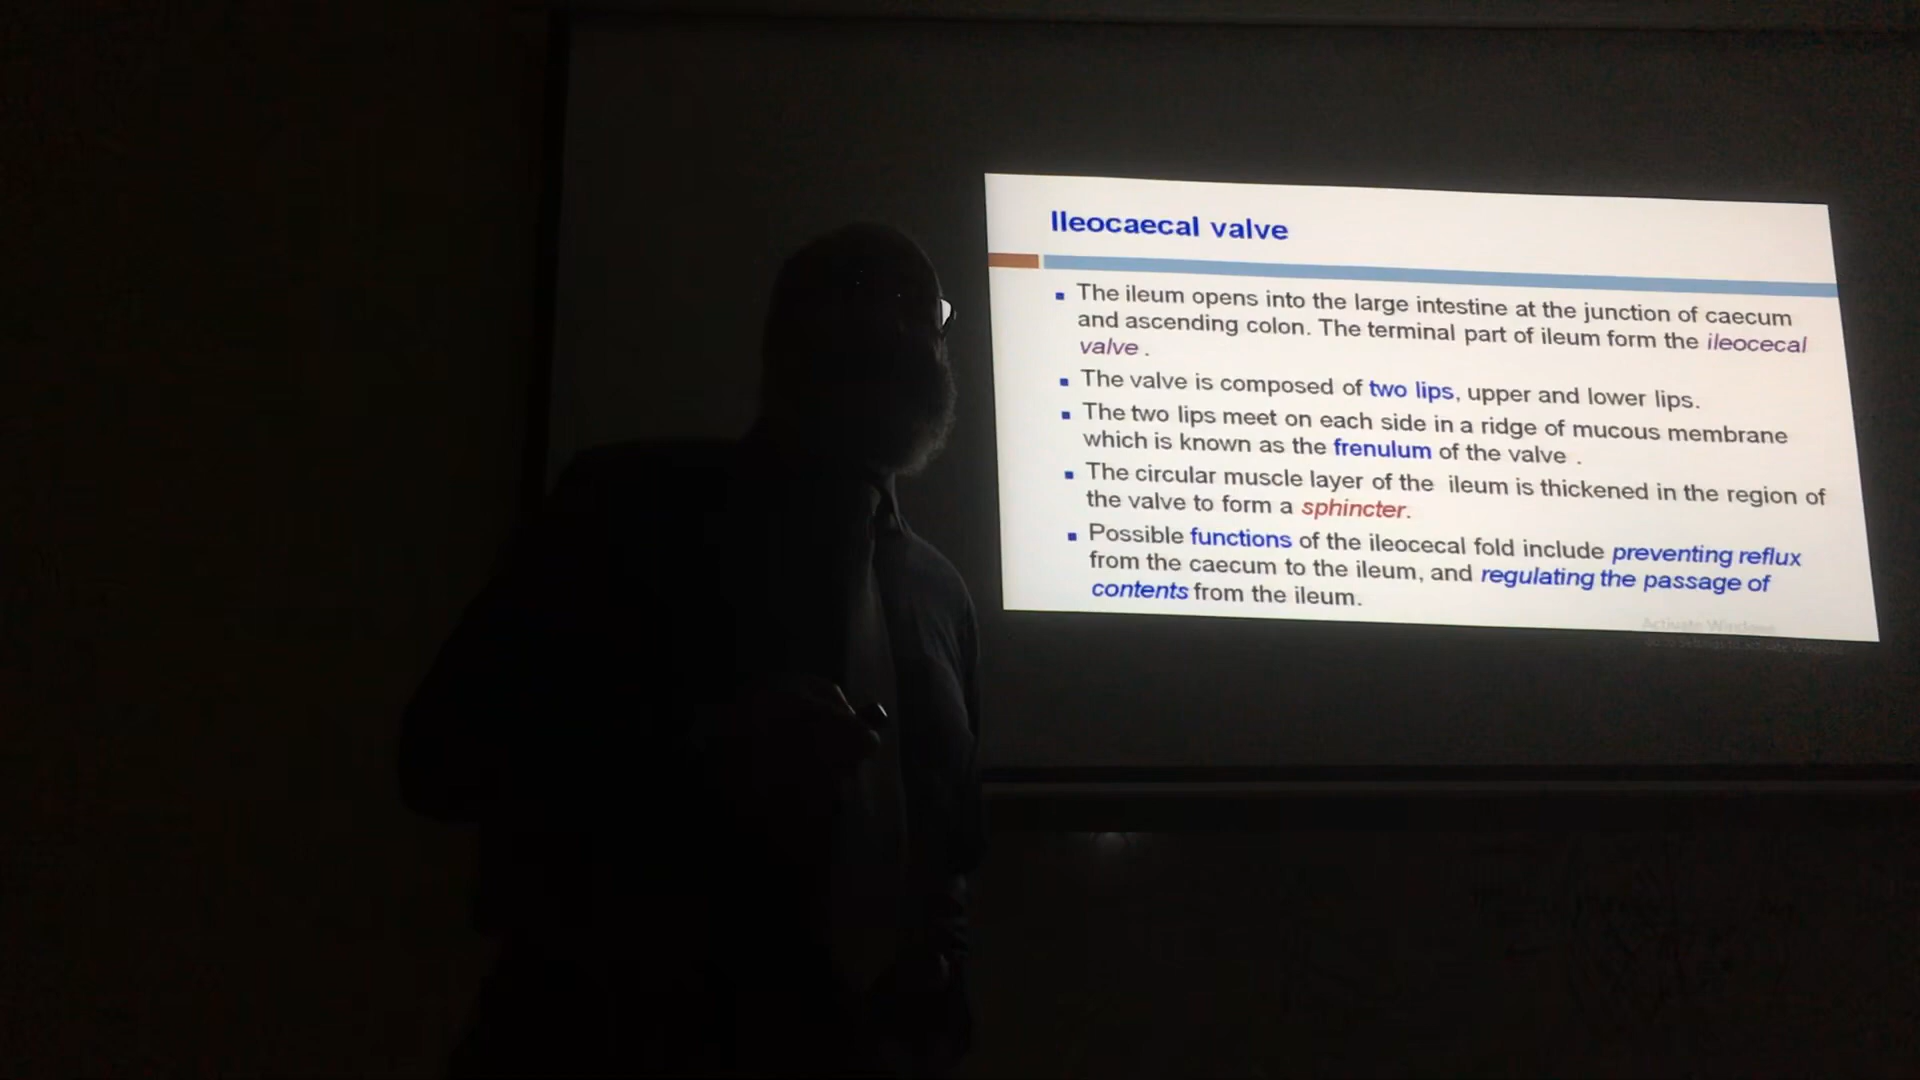 Ileocaecal valve
The ileum opens into the large intestine at the junction of caecum
and ascending colon. The terminal part of ileum form the ileocecal
valve .
The valve is composed of two lips, upper and lower lips.
The two lips meet on each side in a ridge of mucous membrane
which is known as the frenulum of the valve .
The circular muscle layer of the ileum is thickened in the region of
the valve to form a sphincter.
Possible functions of the ileocecal fold include preventing reflux
from the caecum to the ileum, and regulating the passage of
contents from the ileum.
Activate Windows